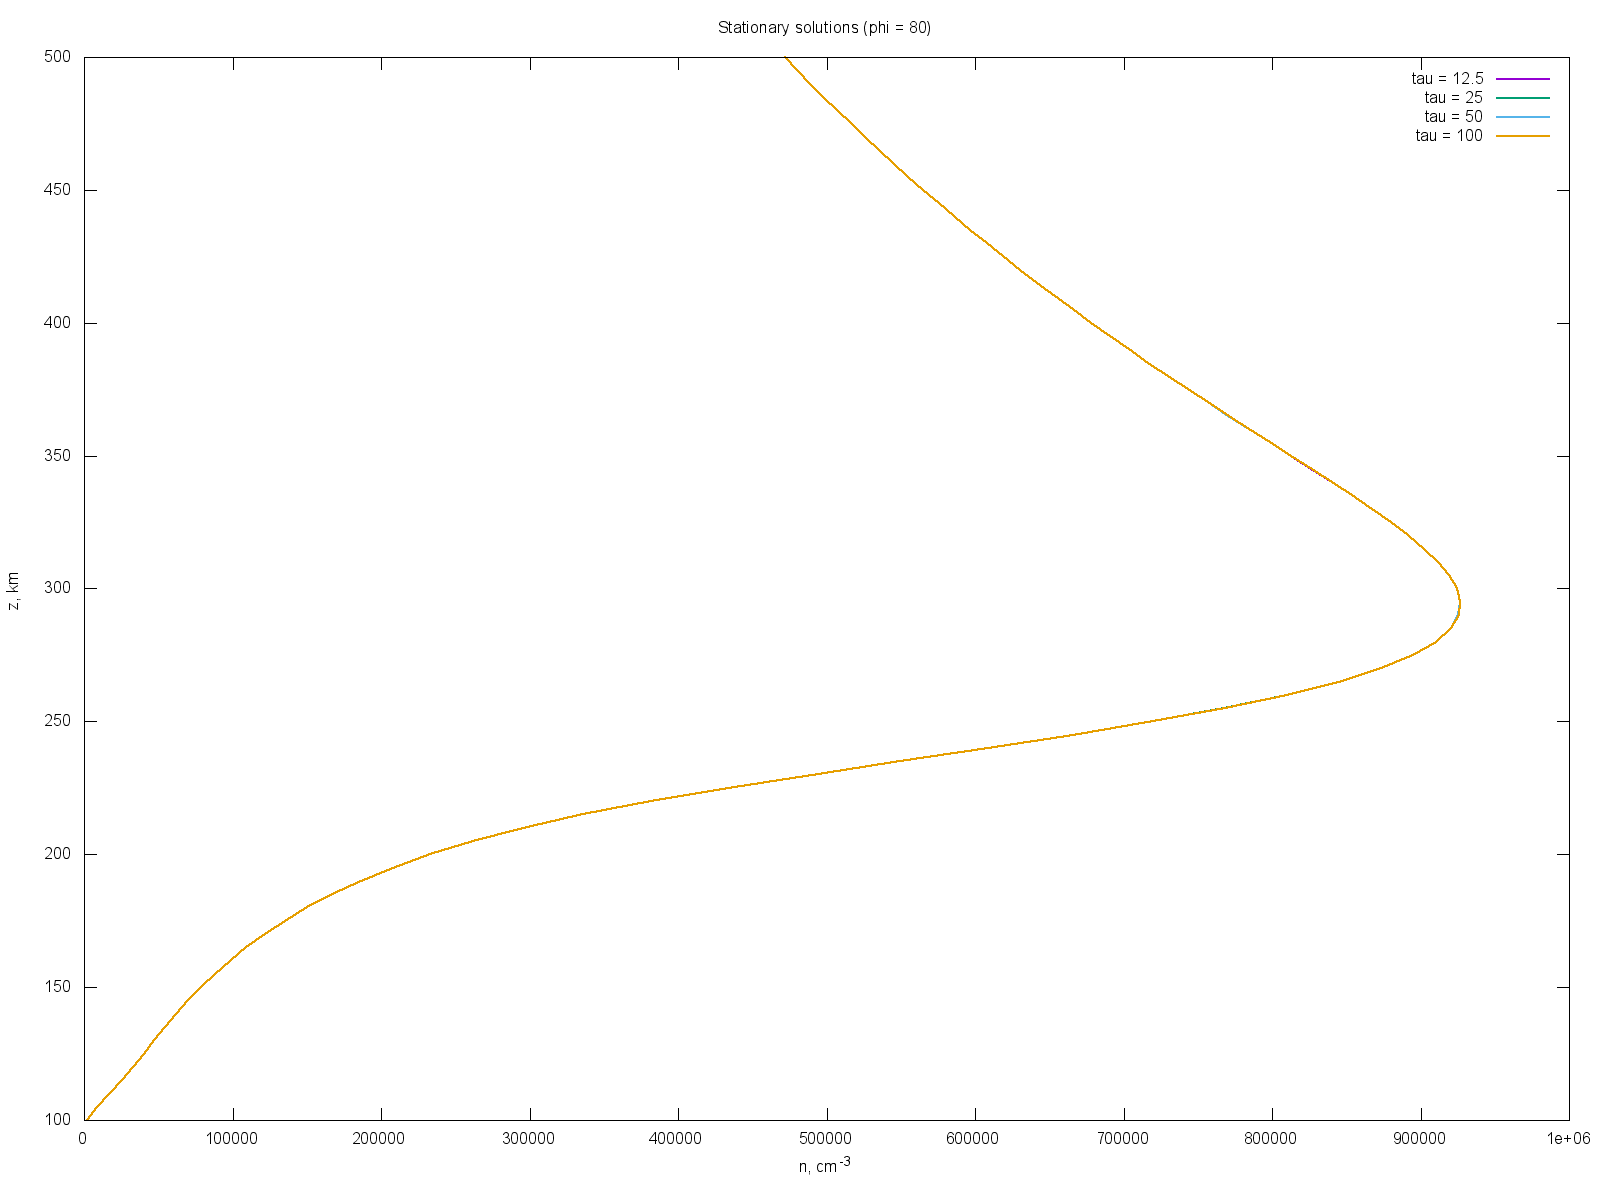 Stationary solutions (phi = 80)
tau = 12.5
tau = 25
tau = 50
tau = 100
500
450
400
350
300
250
200
150
100
z, km
0 100000 200000 300000 400000 500000 600000 700000 800000 900000 1e+06
n, cm-3